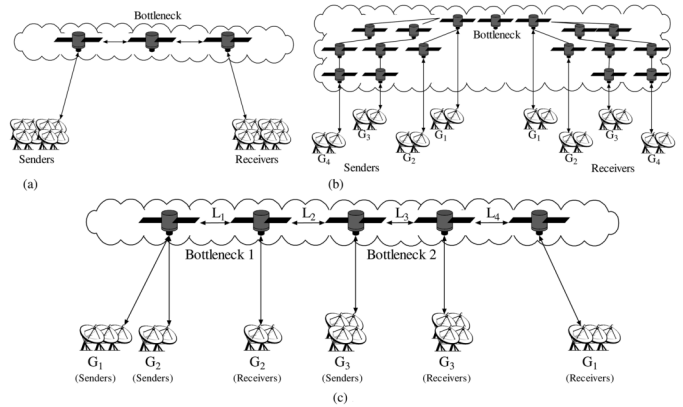 Bottleneck
Senders
Receivers
(a)
Bottleneck
G4
G3
G2
G1
G1
G2
G3
G4
Senders
Receivers
(b)
L1
L2
L3
L4
Bottleneck 1
Bottleneck 2
G1
(Senders)
G2
(Senders)
G2
(Receivers)
G3
(Senders)
G3
(Receivers)
G1
(Receivers)
(c)